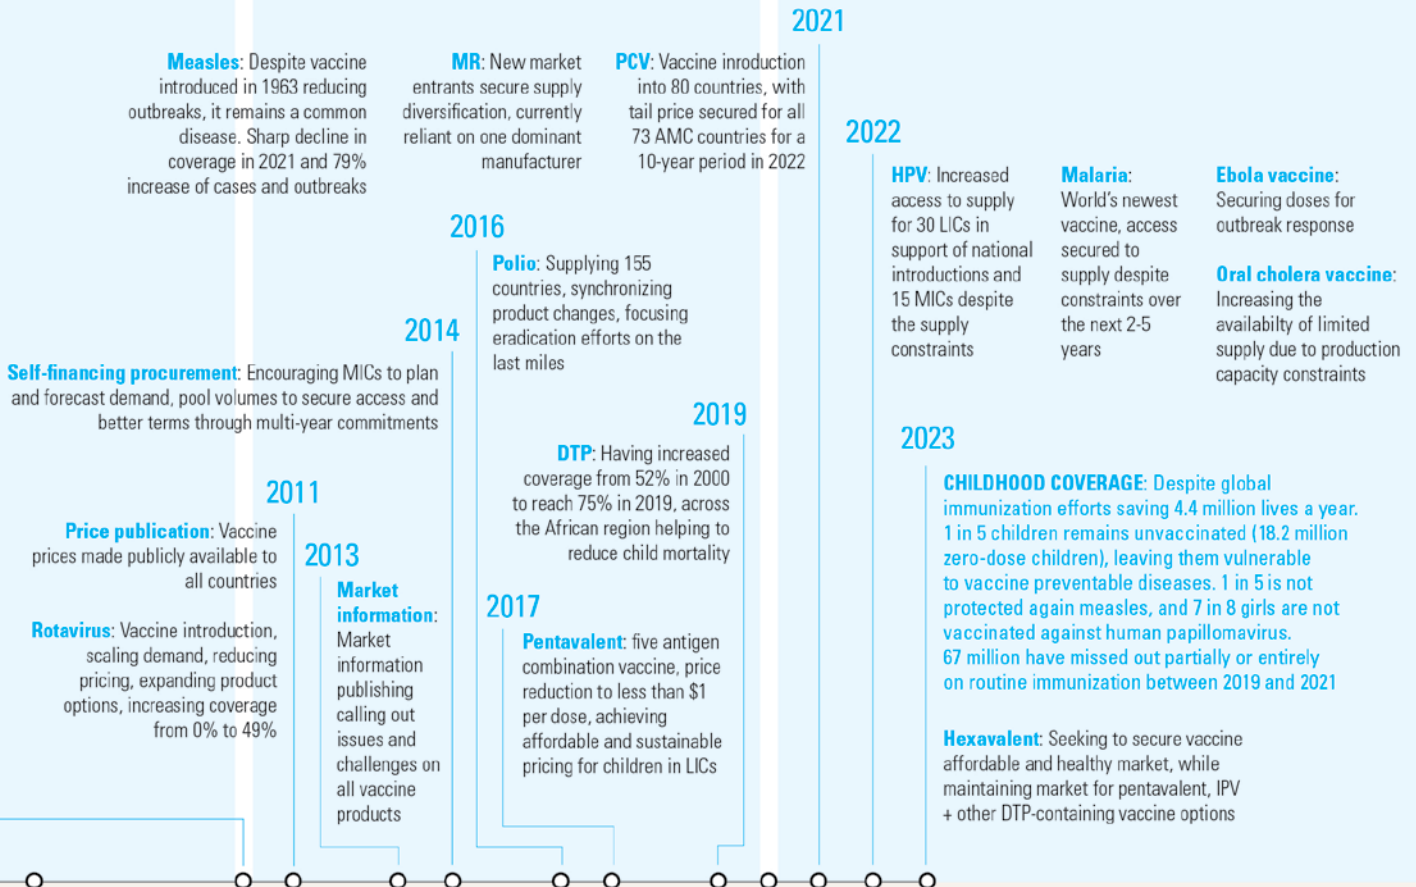 2021
Measles: Despite vaccine
introduced in 1963 reducing
outbreaks, it remains a common
disease. Sharp decline in
coverage in 2021 and 79%
increase of cases and outbreaks
MR: New market
entrants secure supply
diversification, currently
reliant on one dominant
manufacturer
PCV: Vaccine inroduction
into 80 countries, with
tail price secured for all
73 AMC countries for a
10-year period in 2022
2022
HPV: Increased
access to supply
for 30 LICs in
support of national
introductions and
15 MICs despite
the supply
constraints
Malaria:
World's newest
vaccine, access
secured to
supply despite
constraints over
the next 2-5
years
Ebola vaccine:
Securing doses for
outbreak response
Oral cholera vaccine:
Increasing the
availabilty of limited
supply due to production
capacity constraints
2016
Polio: Supplying 155
countries, synchronizing
product changes, focusing
eradication efforts on the
last miles
2014
Self-financing procurement: Encouraging MICs to plan
and forecast demand, pool volumes to secure access and
better terms through multi-year commitments
2019
DTP: Having increased
coverage from 52% in 2000
to reach 75% in 2019, across
the African region helping to
reduce child mortality
2023
CHILDHOOD COVERAGE: Despite global
immunization efforts saving 4.4 million lives a year.
1 in 5 children remains unvaccinated (18.2 million
zero-dose children), leaving them vulnerable
to vaccine preventable diseases. 1 in 5 is not
protected again measles, and 7 in 8 girls are not
vaccinated against human papillomavirus.
67 million have missed out partially or entirely
on routine immunization between 2019 and 2021
Hexavalent: Seeking to secure vaccine
affordable and healthy market, while
maintaining market for pentavalent, IPV
+ other DTP-containing vaccine options
2011
Price publication: Vaccine
prices made publicly available to
all countries
Rotavirus: Vaccine introduction,
scaling demand, reducing
pricing, expanding product
options, increasing coverage
from 0% to 49%
2013
Market
information:
Market
information
publishing
calling out
issues and
challenges on
all vaccine
products
2017
Pentavalent: five antigen
combination vaccine, price
reduction to less than $1
per dose, achieving
affordable and sustainable
pricing for children in LICs